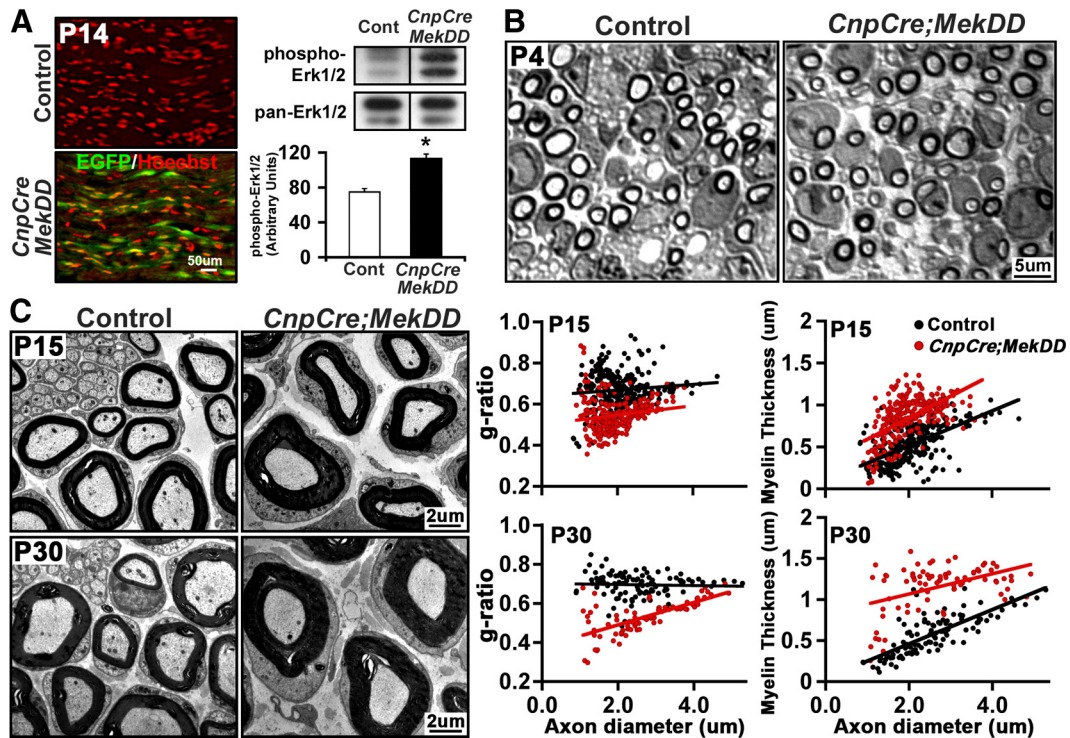 A
P14
Control
EGFP/Hoechst
CnpCre
MekDD
50um
Cont
CnpCre
MekDD
phospho-
Erk1/2
pan-Erk1/2
*
phospho-Erk1/2
(Arbitrary Units)
120
80
40
0
Cont
CnpCre
MekDD
B
Control
CnpCre;MekDD
P4
5um
C
Control
CnpCre;MekDD
P15
2um
P30
2um
P15
g-ratio
1.0
0.8
0.6
0.4
0.2
P15
Control
CnpCre;MekDD
Myelin Thickness (um)
2
1.5
1
0.5
0
P30
g-ratio
1.0
0.8
0.6
0.4
0.2
0.0 2.0 4.0
Axon diameter (um)
P30
Myelin Thickness (um)
2
1.5
1
0.5
0
0.0 2.0 4.0
Axon diameter (um)